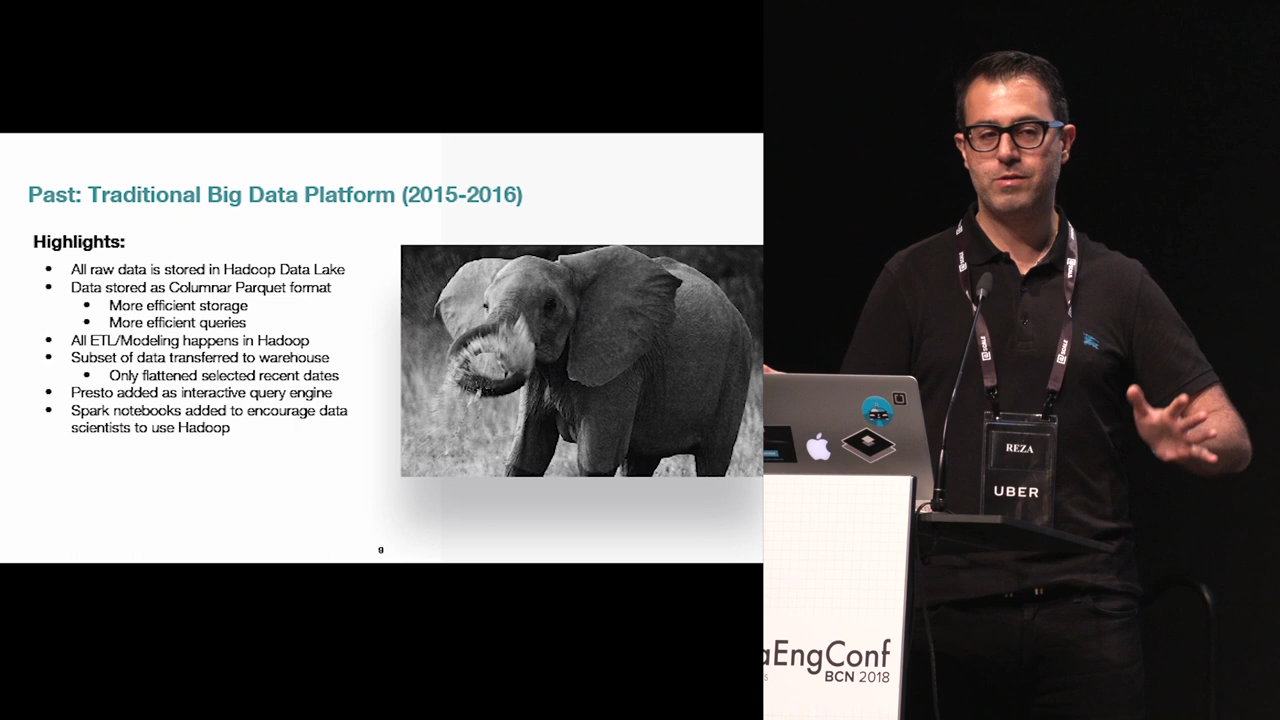 Past: Traditional Big Data Platform (2015-2016)
Highlights:
• All raw data is stored in Hadoop Data Lake
• Data stored as Columnar Parquet format
• More efficient storage
• More efficient queries
• All ETL/Modeling happens in Hadoop
• Subset of data transferred to warehouse
• Only flattened selected recent dates
• Presto added as interactive query engine
• Spark notebooks added to encourage data
scientists to use Hadoop
9
REZA
UBER
aEngConf
BCN 2018